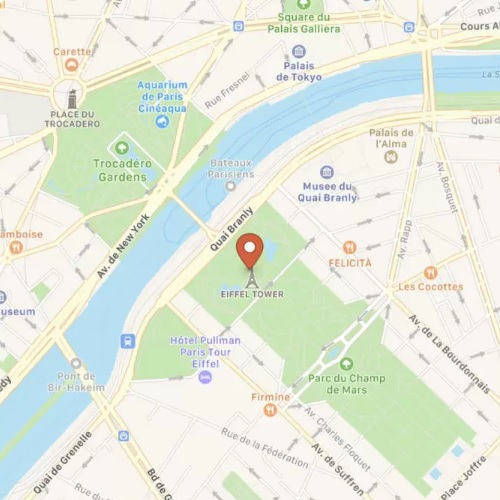 Square du
Palais Galliera
Cours Al
Carette
Palais
de Tokyo
Aquarium
de Paris
Cinéaqua
Rue Fresnel
La S
PLACE DU
TROCADERO
Quai d
Palais de
l'Alma
Trocadéro
Gardens
Bateaux
Parisiens
Av. Bosquet
Musee du
Quai Branly
Av. de New York
Quai Branly
Av. Rapp
amboise
FELICITÀ
Les Cocottes
EIFFEL TOWER
useum
Av. de La Bourdonnais
Hôtel Pullman
Paris Tour
Eiffel
Pont de
Bir-Hakeim
Parc du Champ
de Mars
dy
Firmine
Av. Charles Floquet
Rue de la Fédération
Quai de Grenelle
Bd de G
Av. de Suffren
Place Joffre